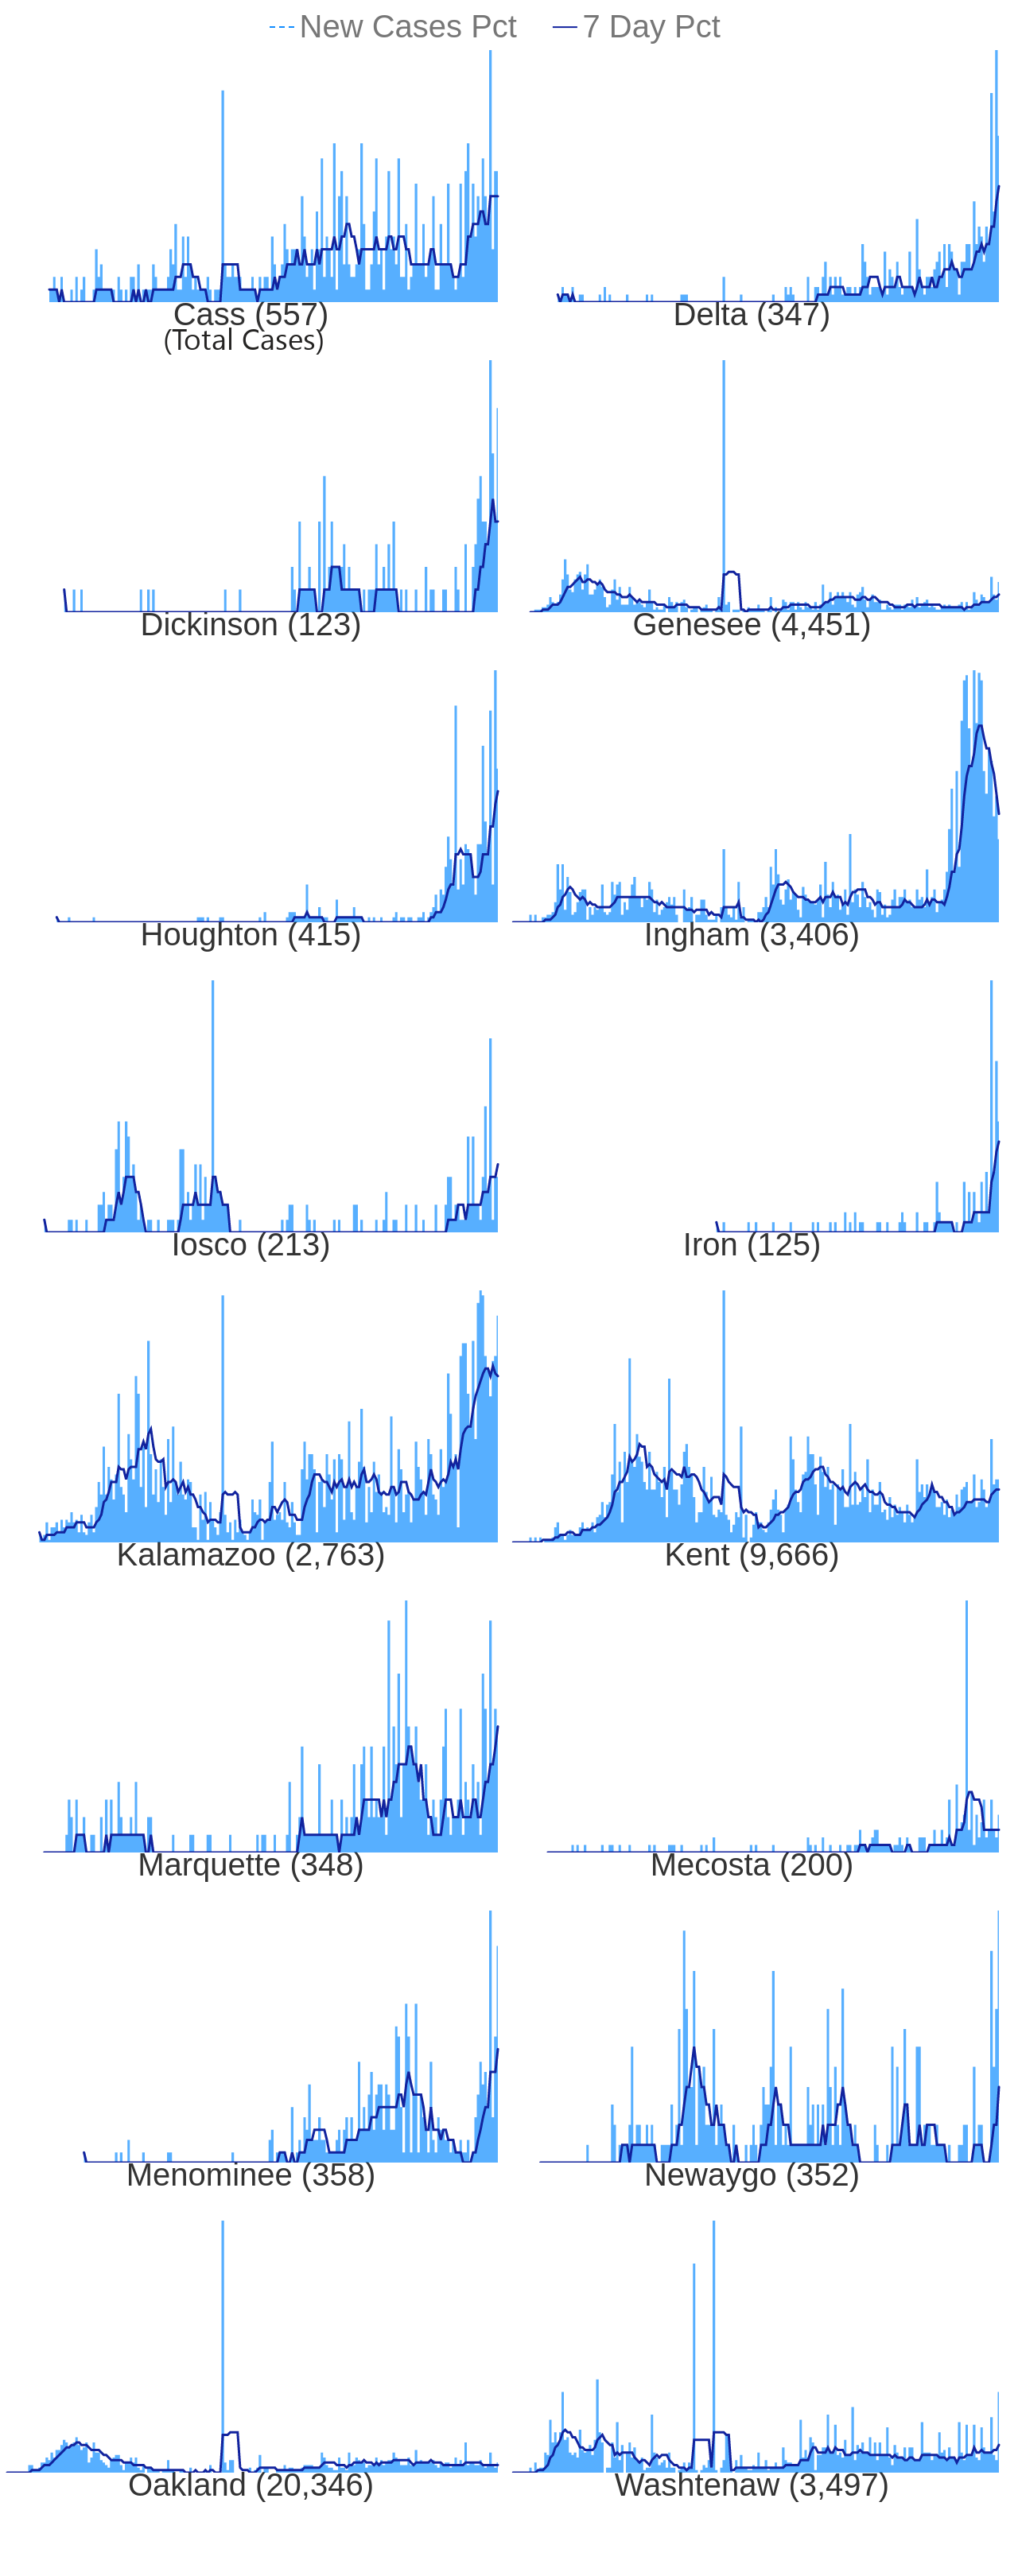 New Cases Pct 7 Day Pct
Cass (557) Delta (347)
(Total Cases)
Dickinson (123) Genesee (4,451)
Houghton (415) Ingham (3,406)
Iosco (213) Iron (125)
Kalamazoo (2,763) Kent (9,666)
Marquette (348) Mecosta (200)
Menominee (358) Newaygo (352)
Oakland (20,346) Washtenaw (3,497)